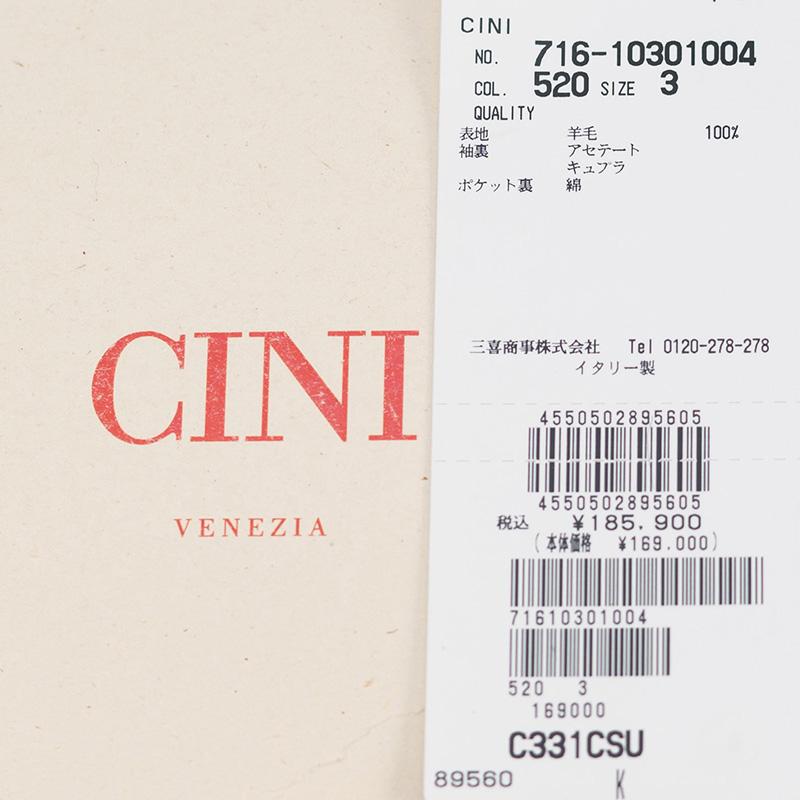 CINI
VENEZIA
CINI
NO. 716-10301004
COL. 520 SIZE 3
QUALITY
表地 羊毛 100%
袖裏 アセテート
キュプラ
ポケット裏 綿
三喜商事株式会社 Tel 0120-278-278
イタリー製
4550502895605
4550502895605
税込 ¥185.900
(本体価格 ¥169.000)
71610301004
520 3
169000
C331CSU
89560 K